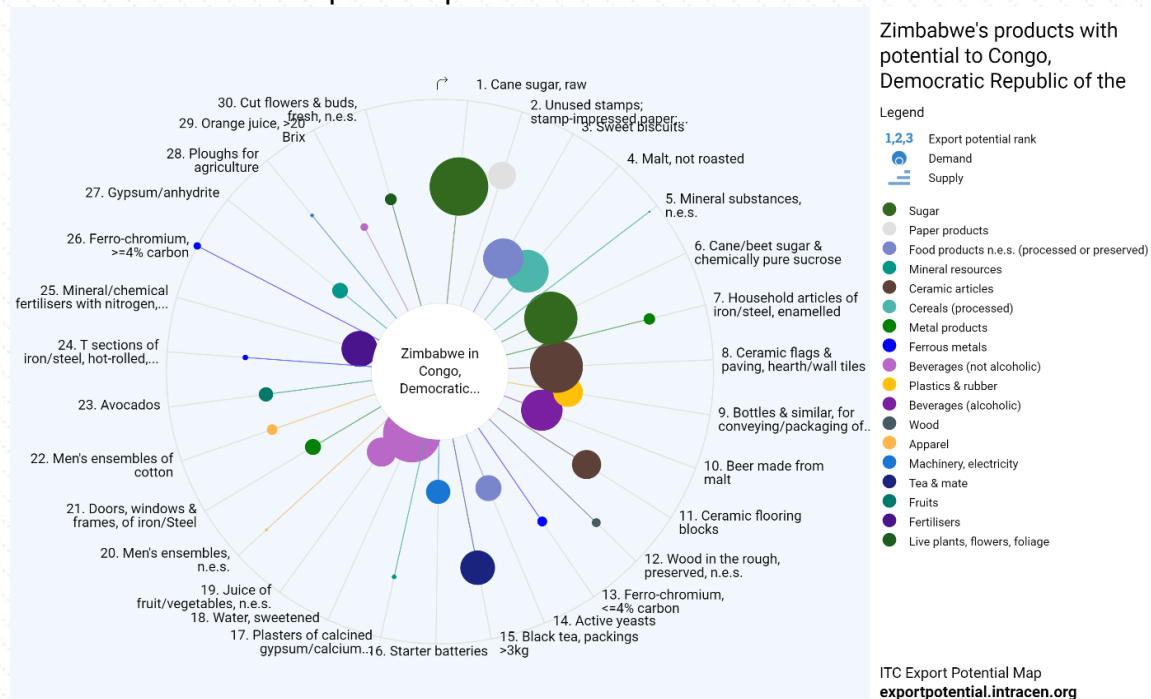 1. Cane sugar, raw
2. Unused stamps;
stamp-impressed paper;...
3. Sweet biscuits
4. Malt, not roasted
5. Mineral substances,
n.e.s.
6. Cane/beet sugar &
chemically pure sucrose
7. Household articles of
iron/steel, enamelled
8. Ceramic flags &
paving, hearth/wall tiles
9. Bottles & similar, for
conveying/packaging of..
10. Beer made from
malt
11. Ceramic flooring
blocks
12. Wood in the rough,
preserved, n.e.s.
13. Ferro-chromium,
<=4% carbon
14. Active yeasts
15. Black tea, packings
>3kg
16. Starter batteries
17. Plasters of calcined
gypsum/calcium...
18. Water, sweetened
19. Juice of
fruit/vegetables, n.e.s.
20. Men's ensembles,
n.e.s.
21. Doors, windows &
frames, of iron/Steel
22. Men's ensembles of
cotton
23. Avocados
24. T sections of
iron/steel, hot-rolled,...
25. Mineral/chemical
fertilisers with nitrogen,...
26. Ferro-chromium,
>=4% carbon
27. Gypsum/anhydrite
28. Ploughs for
agriculture
29. Orange juice, >20
Brix
30. Cut flowers & buds,
fresh, n.e.s.
Zimbabwe in
Congo,
Democratic...
Zimbabwe's products with
potential to Congo,
Democratic Republic of the
Legend
1,2,3 Export potential rank
Demand
Supply
Sugar
Paper products
Food products n.e.s. (processed or preserved)
Mineral resources
Ceramic articles
Cereals (processed)
Metal products
Ferrous metals
Beverages (not alcoholic)
Plastics & rubber
Beverages (alcoholic)
Wood
Apparel
Machinery, electricity
Tea & mate
Fruits
Fertilisers
Live plants, flowers, foliage
ITC Export Potential Map
exportpotential.intracen.org